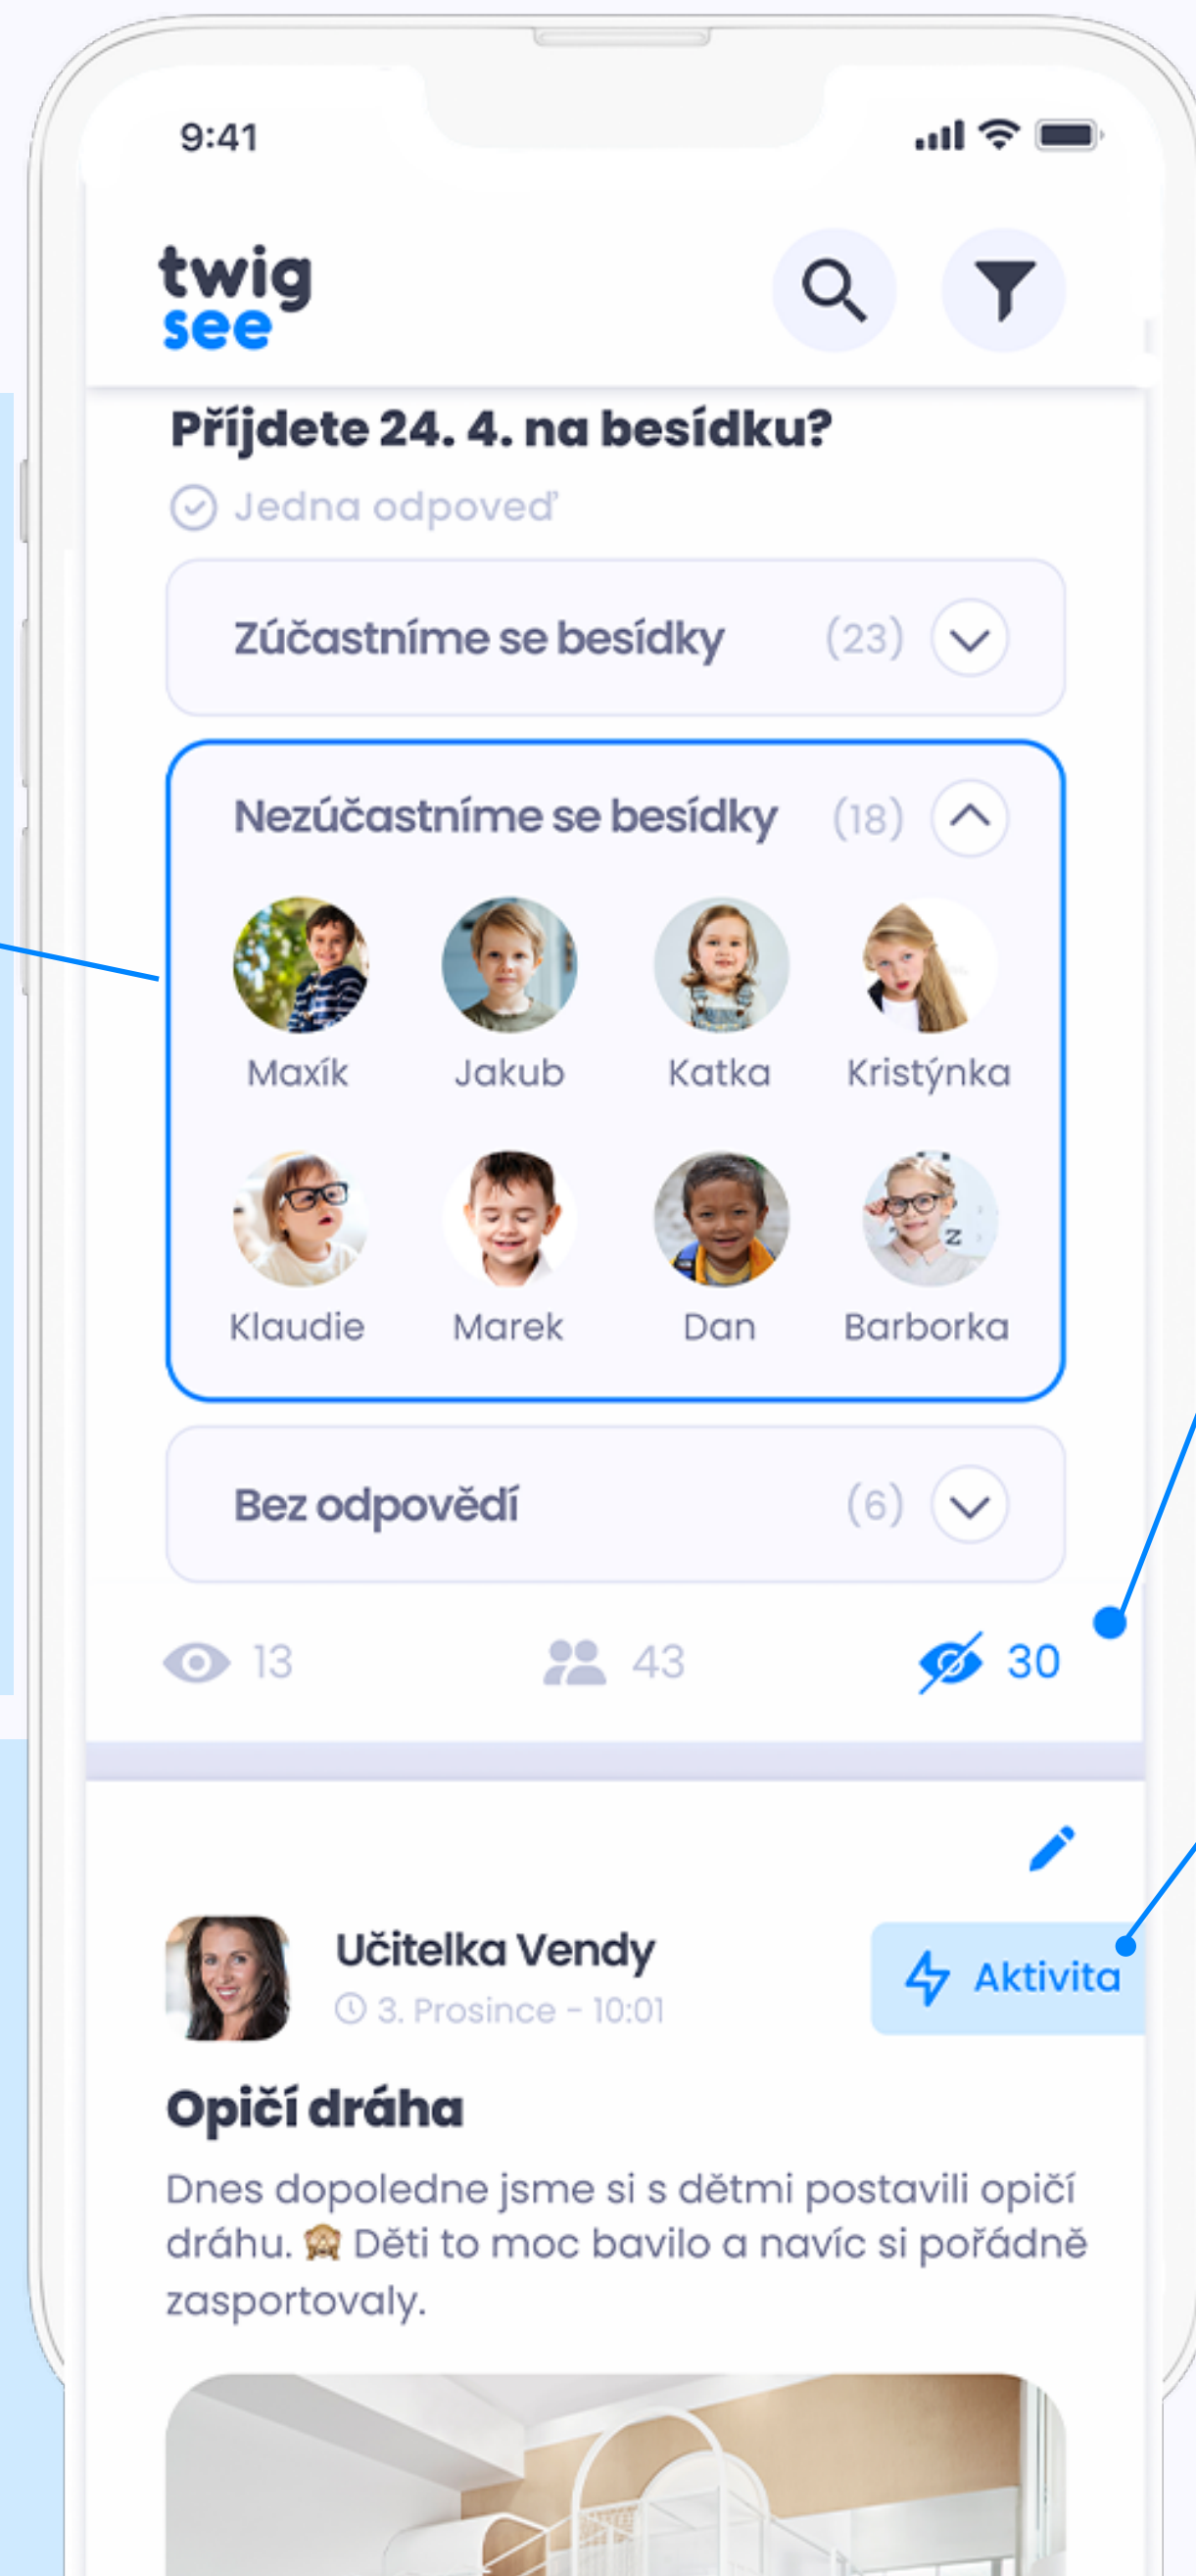 9:41
twig
see
Příjdete 24. 4. na besídku?
Jedna odpoveď
Zúčastníme se besídky (23)
Nezúčastníme se besídky (18)
Maxík Jakub Katka Kristýnka
Klaudie Marek Dan Barborka
Bez odpovědí (6)
13 43 30
Učitelka Vendy
3. Prosince - 10:01
Aktivita
Opičí dráha
Dnes dopoledne jsme si s dětmi postavili opičí
dráhu. 🙈 Děti to moc bavilo a navíc si pořádně
zasportovaly.